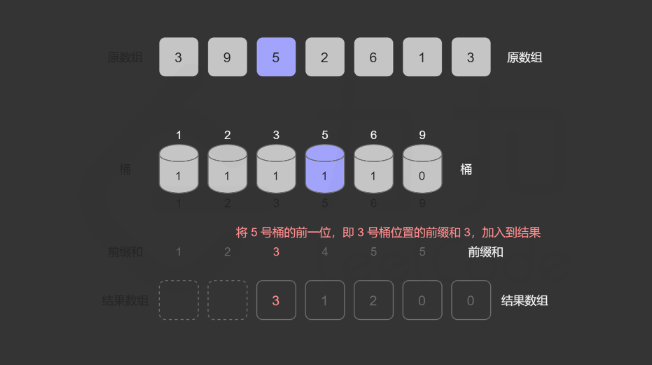 原数组 3 9 5 2 6 1 3 原数组
1 2 3 5 6 9
桶 1 1 1 1 1 0 桶
1 2 3 5 6 9
将 5 号桶的前一位，即 3 号桶位置的前缀和 3，加入到结果
前缀和 1 2 3 4 5 5 前缀和
结果数组 3 1 2 0 0 结果数组